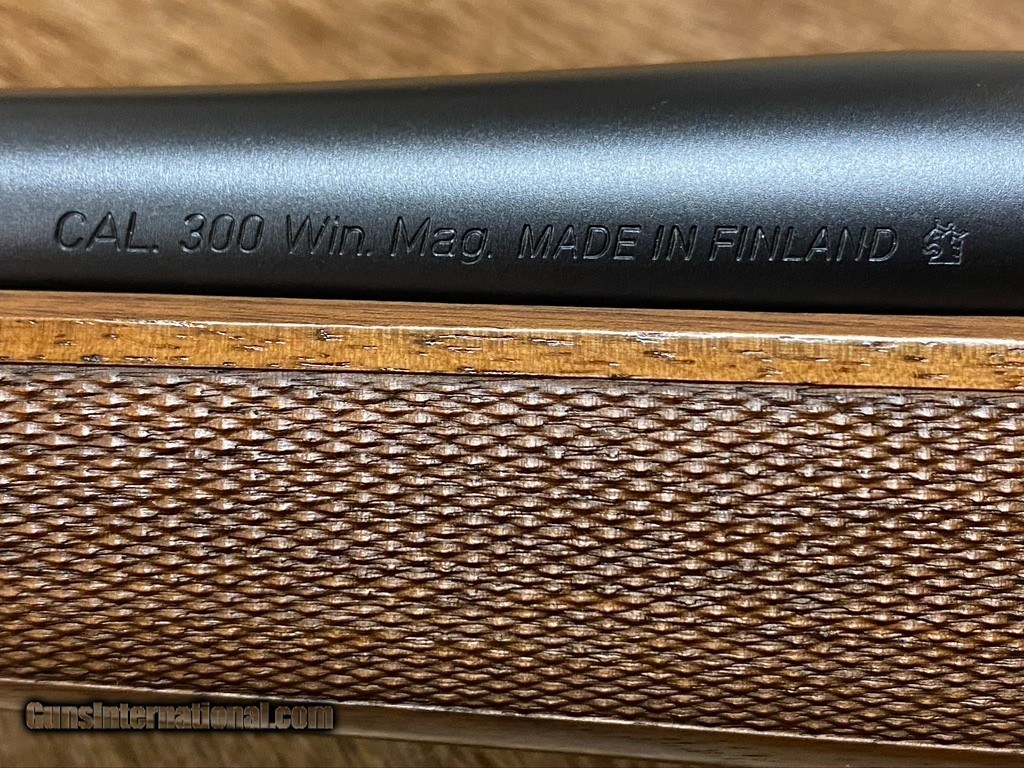 CAL. 300 Win. Mag. MADE IN FINLAND
GunsInternational.com